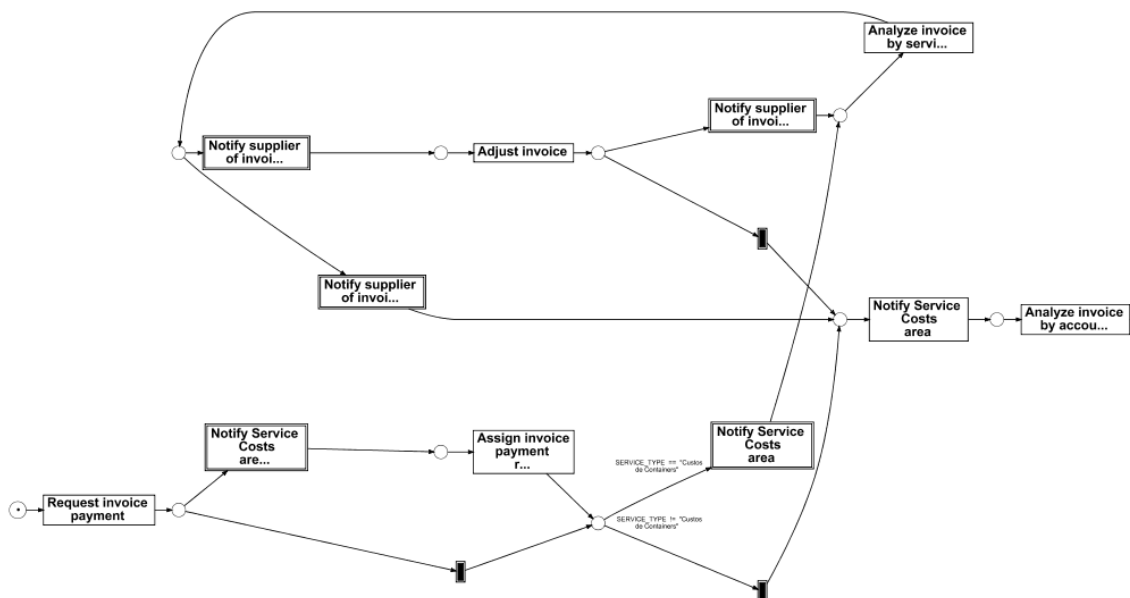 Analyze invoice
by servi...
Notify supplier
of invoi...
Notify supplier
of invoi...
Adjust invoice
Notify supplier
of invoi...
Notify Service
Costs
area
Analyze invoice
by accou...
Notify Service
Costs
are...
Assign invoice
payment
r...
Notify Service
Costs
area
SERVICE_TYPE == "Custos
de Containers"
Request invoice
payment
SERVICE_TYPE != "Custos
de Containers"